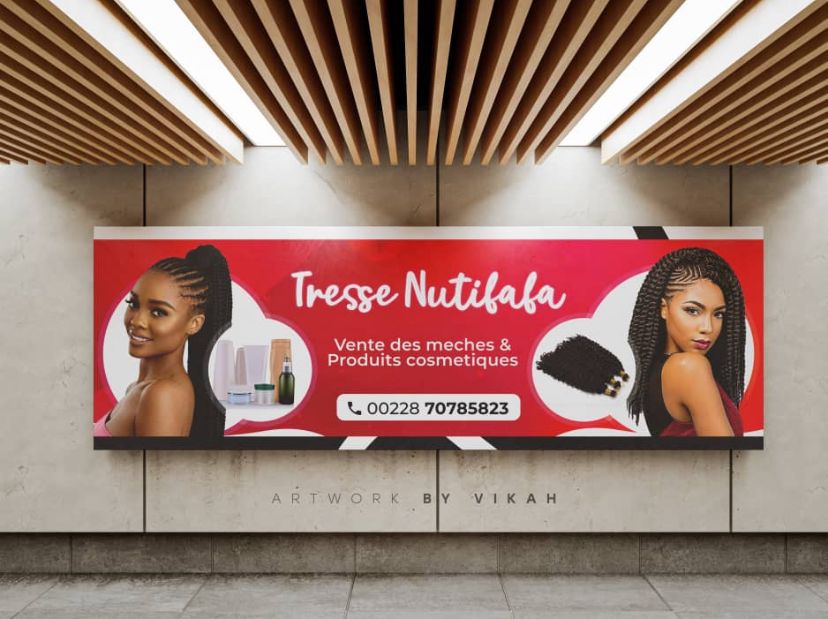 Tresse Nutifafa
Vente des meches &
Produits cosmetiques
00228 70785823
ARTWORK BY VIKAH